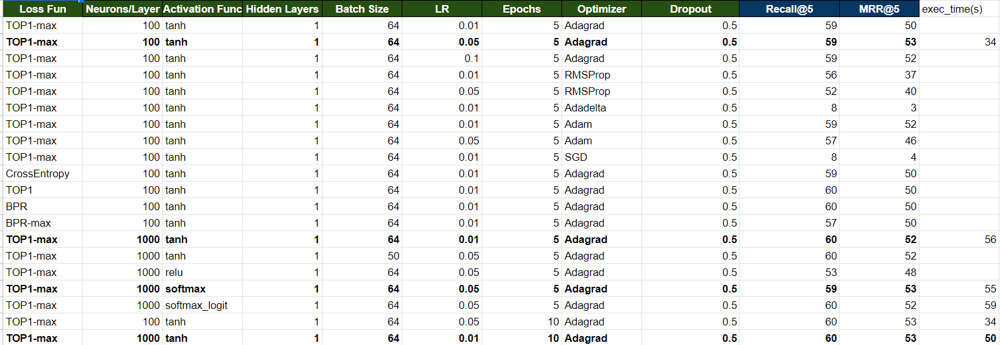 Loss Fun Neurons/Layer Activation Func Hidden Layers Batch Size LR Epochs Optimizer Dropout Recall@5 MRR@5 exec_time(s)
TOP1-max 100 tanh 1 64 0.01 5 Adagrad 0.5 59 50
TOP1-max 100 tanh 1 64 0.05 5 Adagrad 0.5 59 53 34
TOP1-max 100 tanh 1 64 0.1 5 Adagrad 0.5 59 52
TOP1-max 100 tanh 1 64 0.01 5 RMSProp 0.5 56 37
TOP1-max 100 tanh 1 64 0.05 5 RMSProp 0.5 52 40
TOP1-max 100 tanh 1 64 0.01 5 Adadelta 0.5 8 3
TOP1-max 100 tanh 1 64 0.01 5 Adam 0.5 59 52
TOP1-max 100 tanh 1 64 0.05 5 Adam 0.5 57 46
TOP1-max 100 tanh 1 64 0.01 5 SGD 0.5 8 4
CrossEntropy 100 tanh 1 64 0.01 5 Adagrad 0.5 59 50
TOP1 100 tanh 1 64 0.01 5 Adagrad 0.5 60 50
BPR 100 tanh 1 64 0.01 5 Adagrad 0.5 60 50
BPR-max 100 tanh 1 64 0.01 5 Adagrad 0.5 57 50
TOP1-max 1000 tanh 1 64 0.01 5 Adagrad 0.5 60 52 56
TOP1-max 1000 tanh 1 50 0.05 5 Adagrad 0.5 60 52
TOP1-max 1000 relu 1 64 0.05 5 Adagrad 0.5 53 48
TOP1-max 1000 softmax 1 64 0.05 5 Adagrad 0.5 59 53 55
TOP1-max 1000 softmax_logit 1 64 0.05 5 Adagrad 0.5 60 52 59
TOP1-max 100 tanh 1 64 0.05 10 Adagrad 0.5 60 53 34
TOP1-max 1000 tanh 1 64 0.01 10 Adagrad 0.5 60 53 50